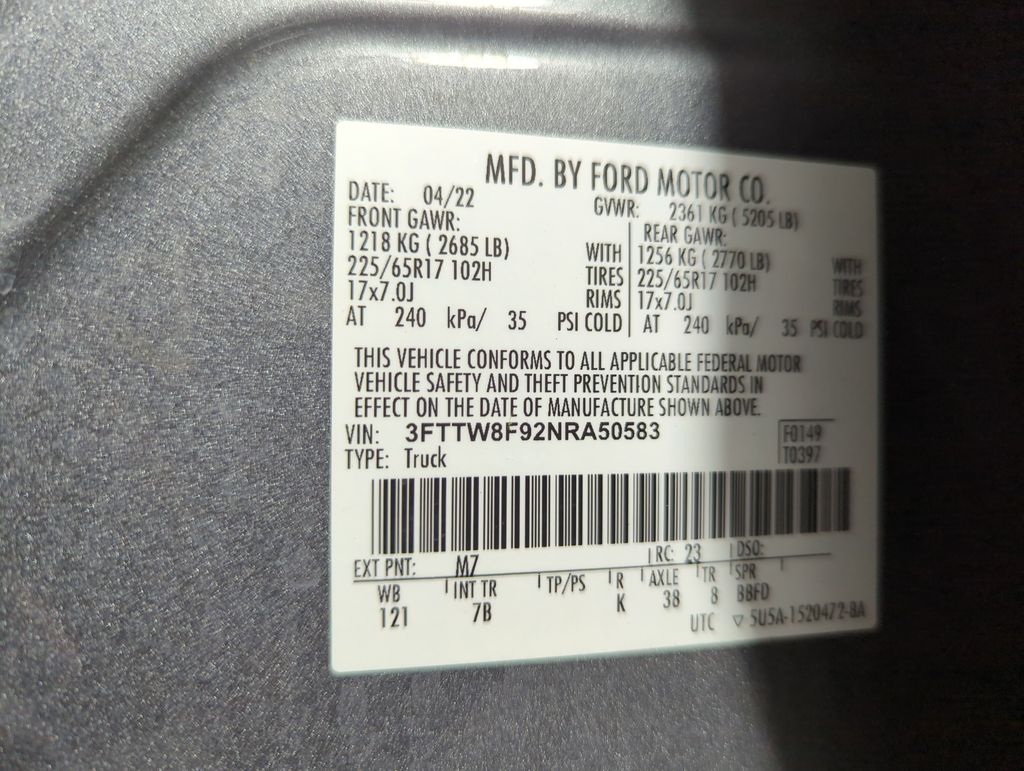 MFD. BY FORD MOTOR CO.
DATE: 04/22 GVWR: 2361 KG ( 5205 LB)
FRONT GAWR: REAR GAWR:
1218 KG ( 2685 LB) WITH 1256 KG ( 2770 LB) WITH
225/65R17 102H TIRES 225/65R17 102H TIRES
17x7.0J RIMS 17x7.0J RIMS
AT 240 kPa/ 35 PSI COLD AT 240 kPa/ 35 PSI COLD
THIS VEHICLE CONFORMS TO ALL APPLICABLE FEDERAL MOTOR
VEHICLE SAFETY AND THEFT PREVENTION STANDARDS IN
EFFECT ON THE DATE OF MANUFACTURE SHOWN ABOVE.
VIN: 3FTTW8F92NRA50583 F0149
TYPE: Truck T0397
EXT PNT: M7 RC: 23 DSO:
WB INT TR TP/PS R AXLE TR SPR
121 7B K 38 8 BBFD
UTC ▽ 5U5A-1520472-BA